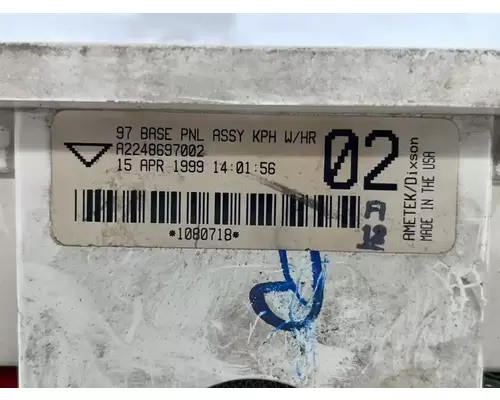 97 BASE PNL ASSY KPH W/HR
A2248697002
15 APR 1999 14:01:56
02
*1080718*
A
12
AMETEK/Dixson
MADE IN THE USA